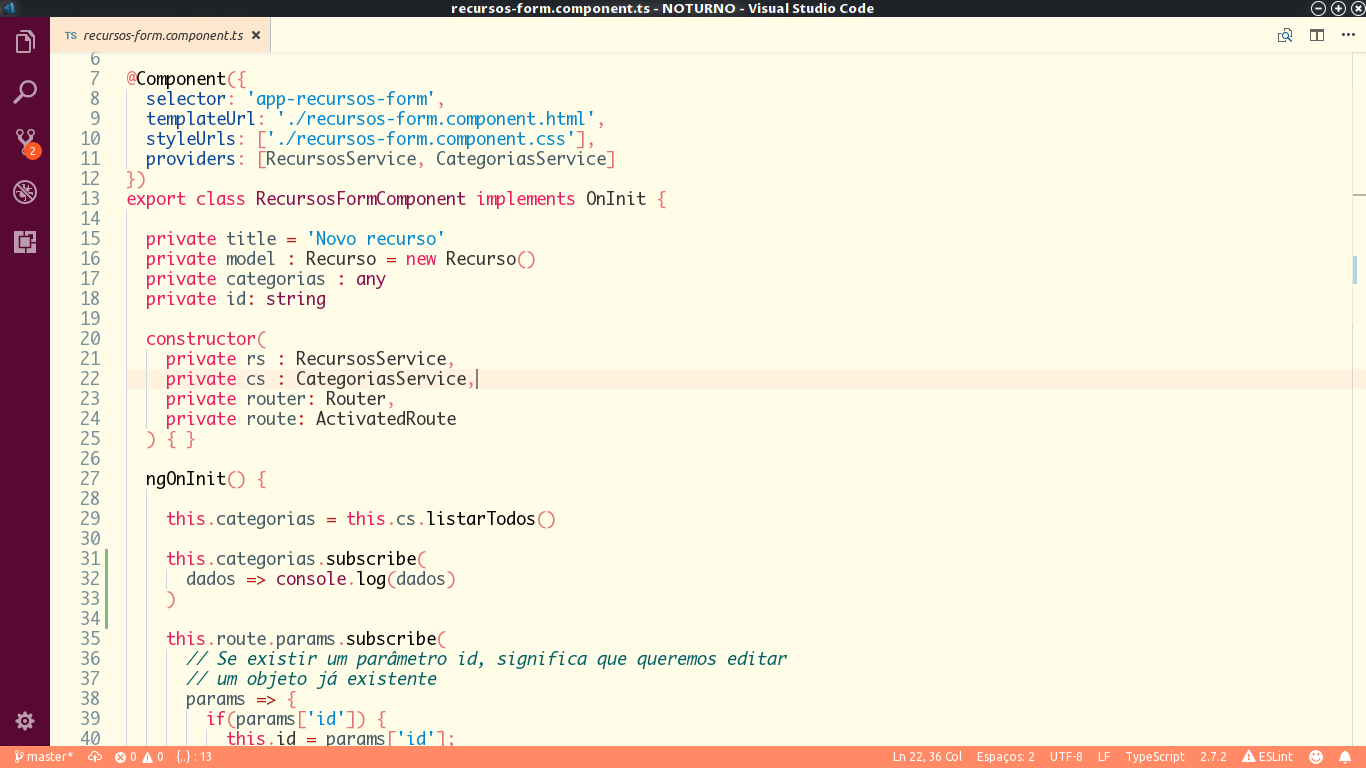 recursos-form.component.ts - NOTURNO - Visual Studio Code
TS recursos-form.component.ts ×
6
7 @Component({
8 selector: 'app-recursos-form',
9 templateUrl: './recursos-form.component.html',
10 styleUrls: ['./recursos-form.component.css'],
11 providers: [RecursosService, CategoriasService]
12 })
13 export class RecursosFormComponent implements OnInit {
14
15 private title = 'Novo recurso'
16 private model : Recurso = new Recurso()
17 private categorias : any
18 private id: string
19
20 constructor(
21 private rs : RecursosService,
22 private cs : CategoriasService,
23 private router: Router,
24 private route: ActivatedRoute
25 ) { }
26
27 ngOnInit() {
28
29 this.categorias = this.cs.listarTodos()
30
31 this.categorias.subscribe(
32 dados => console.log(dados)
33 )
34
35 this.route.params.subscribe(
36 // Se existir um parâmetro id, significa que queremos editar
37 // um objeto já existente
38 params => {
39 if(params['id']) {
40 this.id = params['id'];
2
master* 0 0 {..} : 13 Ln 22, 36 Col Espaços: 2 UTF-8 LF TypeScript 2.7.2 ESLint